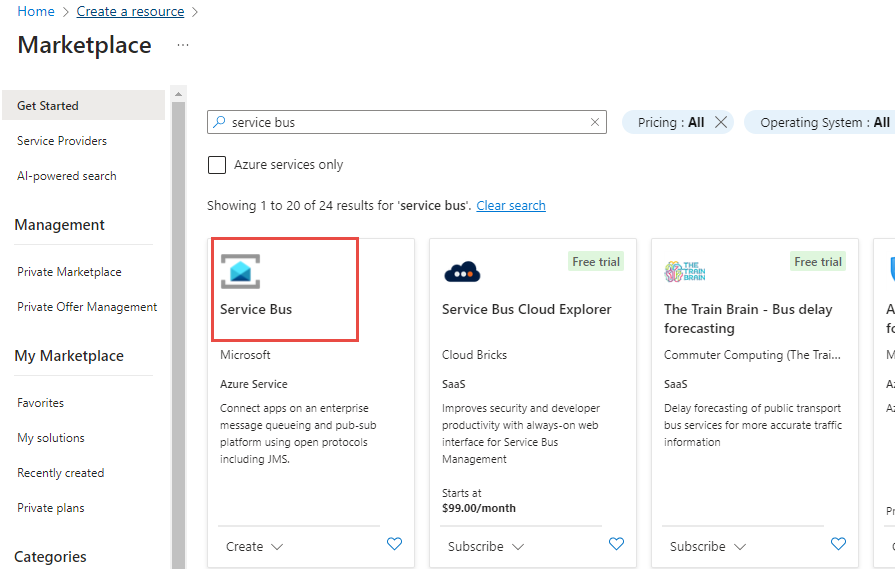 Home > Create a resource >
Marketplace ...
Get Started
Service Providers
AI-powered search
Management
Private Marketplace
Private Offer Management
My Marketplace
Favorites
My solutions
Recently created
Private plans
Categories
service bus
Pricing : All
Operating System : All
Azure services only
Showing 1 to 20 of 24 results for 'service bus'. Clear search
Service Bus
Microsoft
Azure Service
Connect apps on an enterprise
message queueing and pub-sub
platform using open protocols
including JMS.
Create
Free trial
Service Bus Cloud Explorer
Cloud Bricks
SaaS
Improves security and developer
productivity with always-on web
interface for Service Bus
Management
Starts at
$99.00/month
Subscribe
THE
TRAIN
BRAIN
Free trial
The Train Brain - Bus delay
forecasting
Commuter Computing (The Trai...
SaaS
Delay forecasting of public transport
bus services for more accurate traffic
information
Subscribe